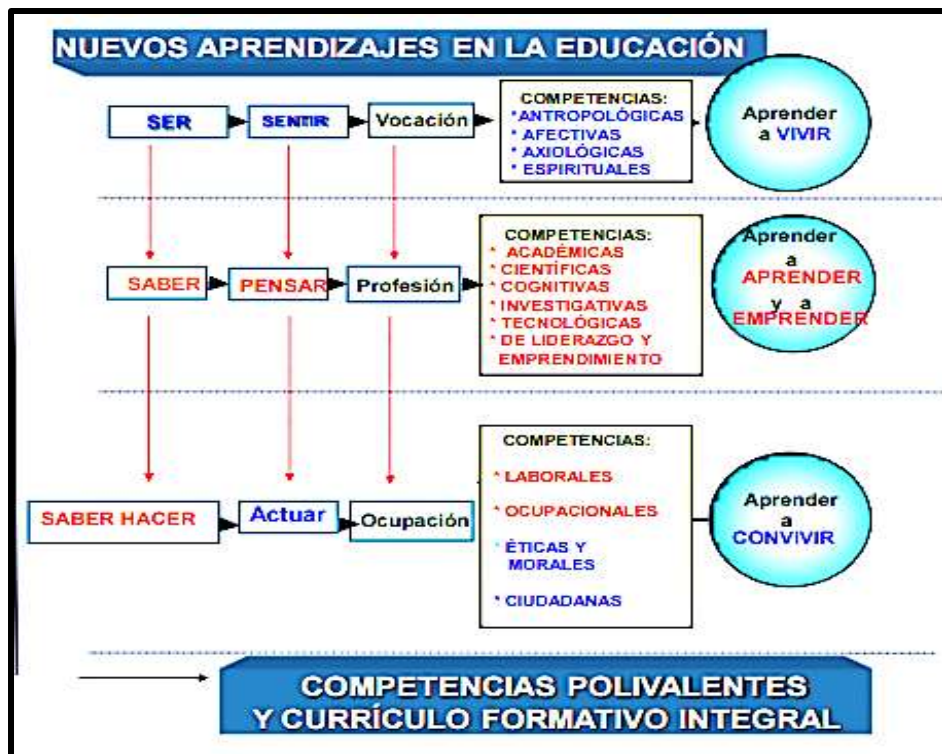 NUEVOS APRENDIZAJES EN LA EDUCACIÓN
SER
SENTIR
Vocación
COMPETENCIAS:
*ANTROPOLÓGICAS
* AFECTIVAS
* AXIOLÓGICAS
* ESPIRITUALES
Aprender
a VIVIR
SABER
PENSAR
Profesión
COMPETENCIAS:
* ACADÉMICAS
* CIENTÍFICAS
* COGNITIVAS
* INVESTIGATIVAS
* TECNOLÓGICAS
* DE LIDERAZGO Y
EMPRENDIMIENTO
Aprender
a
APRENDER
y a
EMPRENDER
SABER HACER
Actuar
Ocupación
COMPETENCIAS:
* LABORALES
* OCUPACIONALES
* ÉTICAS Y
MORALES
* CIUDADANAS
Aprender
a
CONVIVIR
COMPETENCIAS POLIVALENTES
Y CURRÍCULO FORMATIVO INTEGRAL